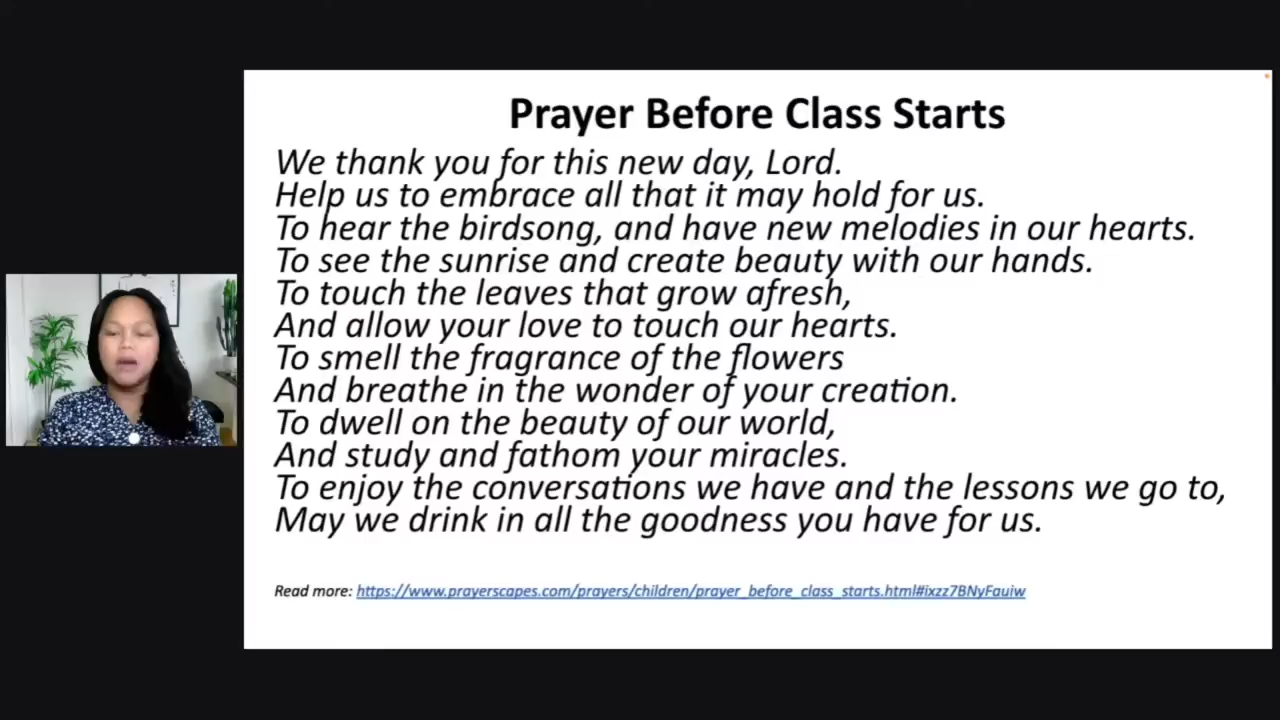 Prayer Before Class Starts
We thank you for this new day, Lord.
Help us to embrace all that it may hold for us.
To hear the birdsong, and have new melodies in our hearts.
To see the sunrise and create beauty with our hands.
To touch the leaves that grow afresh,
And allow your love to touch our hearts.
To smell the fragrance of the flowers
And breathe in the wonder of your creation.
To dwell on the beauty of our world,
And study and fathom your miracles.
To enjoy the conversations we have and the lessons we go to,
May we drink in all the goodness you have for us.
Read more: https://www.prayerscapes.com/prayers/children/prayer_before_class_starts.html#ixzz7BNyFauiw